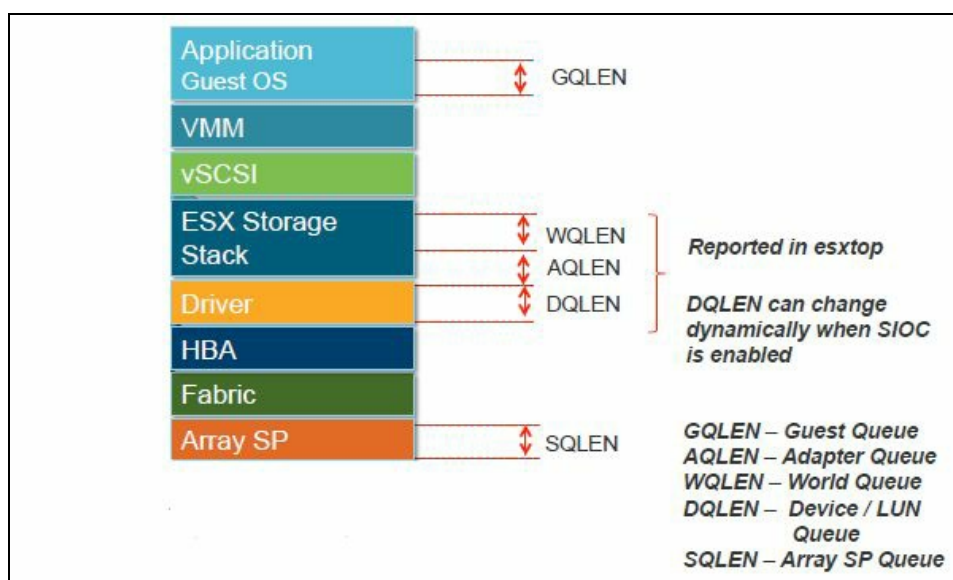 Application
Guest OS
GQLEN
VMM
vSCSI
ESX Storage
Stack
WQLEN
AQLEN
Driver
DQLEN
HBA
Fabric
Array SP
SQLEN
Reported in esxtop
DQLEN can change
dynamically when SIOC
is enabled
GQLEN – Guest Queue
AQLEN – Adapter Queue
WQLEN – World Queue
DQLEN – Device / LUN
Queue
SQLEN – Array SP Queue